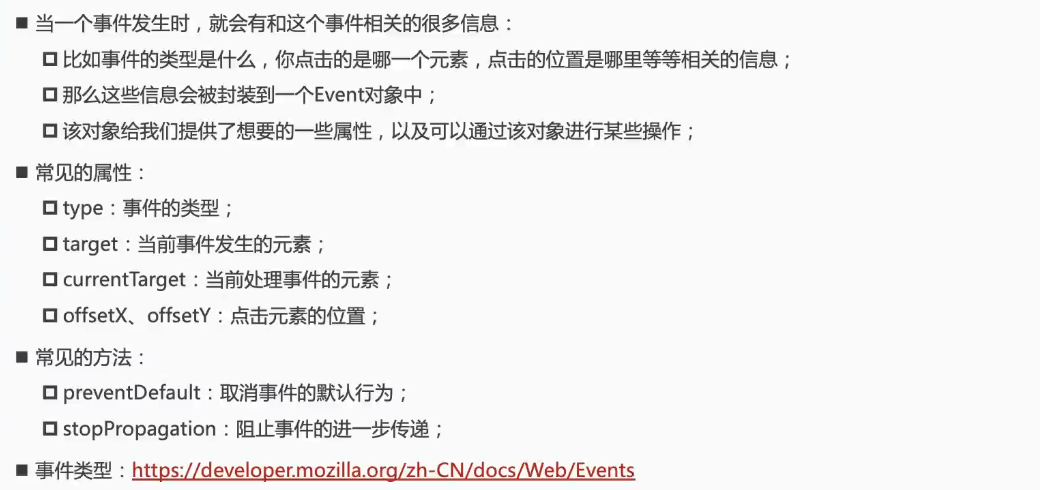 ■ 当一个事件发生时，就会有和这个事件相关的很多信息：
□ 比如事件的类型是什么，你点击的是哪一个元素，点击的位置是哪里等等相关的信息；
□ 那么这些信息会被封装到一个Event对象中；
□ 该对象给我们提供了想要的一些属性，以及可以通过该对象进行某些操作；
■ 常见的属性：
□ type：事件的类型；
□ target：当前事件发生的元素；
□ currentTarget：当前处理事件的元素；
□ offsetX、offsetY：点击元素的位置；
■ 常见的方法：
□ preventDefault：取消事件的默认行为；
□ stopPropagation：阻止事件的进一步传递；
■ 事件类型：https://developer.mozilla.org/zh-CN/docs/Web/Events